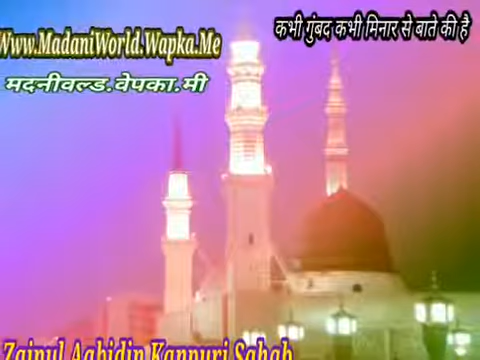 Www.MadaniWorld.Wapka.Me
कभी गुंबद कभी मिनार से बाते की है
मदनीवर्ल्ड.वेपका.मी
Zainul Aabidin Kanpuri Sahab